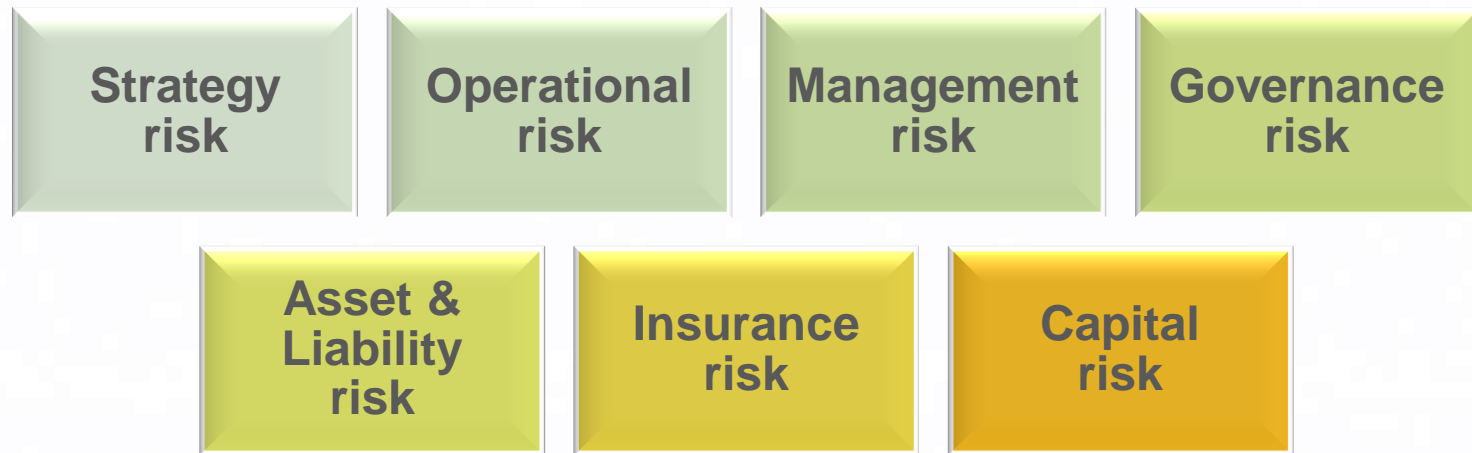 Strategy
risk
Operational
risk
Management
risk
Governance
risk
Asset &
Liability
risk
Insurance
risk
Capital
risk